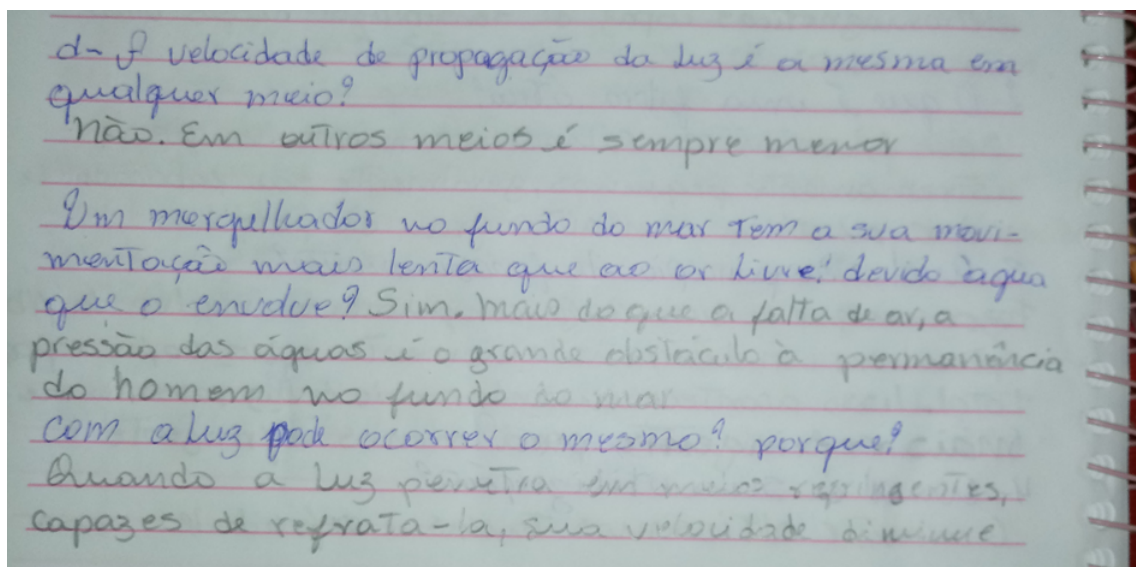 d- A velocidade de propagação da luz é a mesma em
qualquer meio?
não. Em outros meios é sempre menor
Um mergulhador no fundo do mar tem a sua movi-
mentação mais lenta que ao ar livre, devido àgua
que o envolve? Sim. mais do que a falta de ar, a
pressão das águas é o grande obstáculo à permanência
do homem no fundo do mar
com a luz pode ocorrer o mesmo? porque?
Quando a luz penetra em meios refringentes,
capazes de refrata-la, sua velocidade diminue